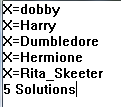 X=dobby
X=Harry
X=Dumbledore
X=Hermione
X=Rita_Skeeter
5 Solutions